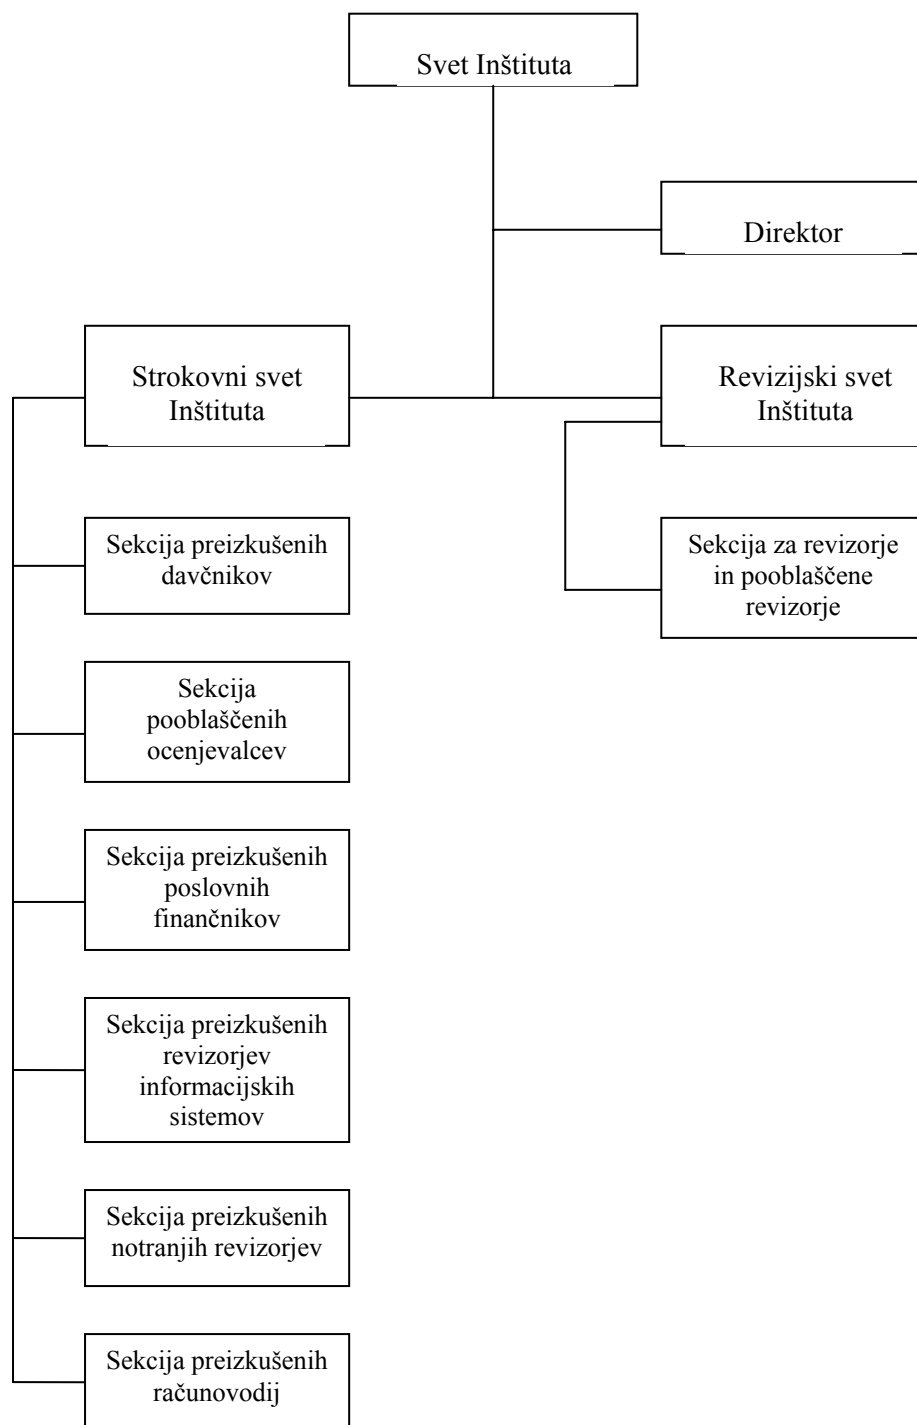 Svet Inštituta
Direktor
Strokovni svet
Inštituta
Revizijski svet
Inštituta
Sekcija preizkušenih
davčnikov
Sekcija za revizorje
in pooblaščene
revizorje
Sekcija
pooblaščenih
ocenjevalcev
Sekcija preizkušenih
poslovnih
finančnikov
Sekcija preizkušenih
revizorjev
informacijskih
sistemov
Sekcija preizkušenih
notranjih revizorjev
Sekcija preizkušenih
računovodij